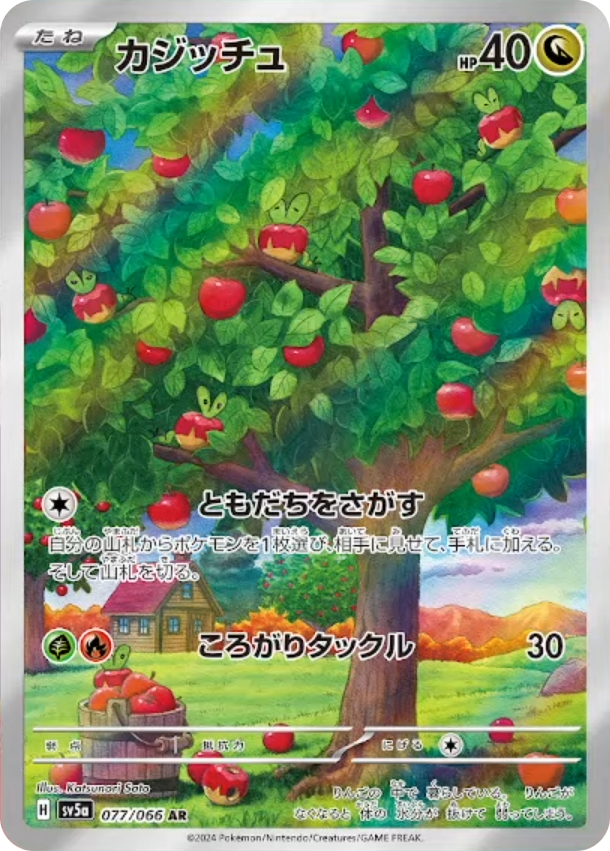 たね カジッチュ HP40
ともだちをさがす
自分の山札からポケモンを1枚選び、相手に見せて、手札に加える。
そして山札を切る。
ころがりタックル 30
弱点 抵抗力 にげる
Illus. Katsunori Sato
りんごの 中で 暮らしている。 りんごが
なくなると 体の 水分が 抜けて 弱ってしまう。
H sv5a 077/066 AR
©2024 Pokémon/Nintendo/Creatures/GAME FREAK.